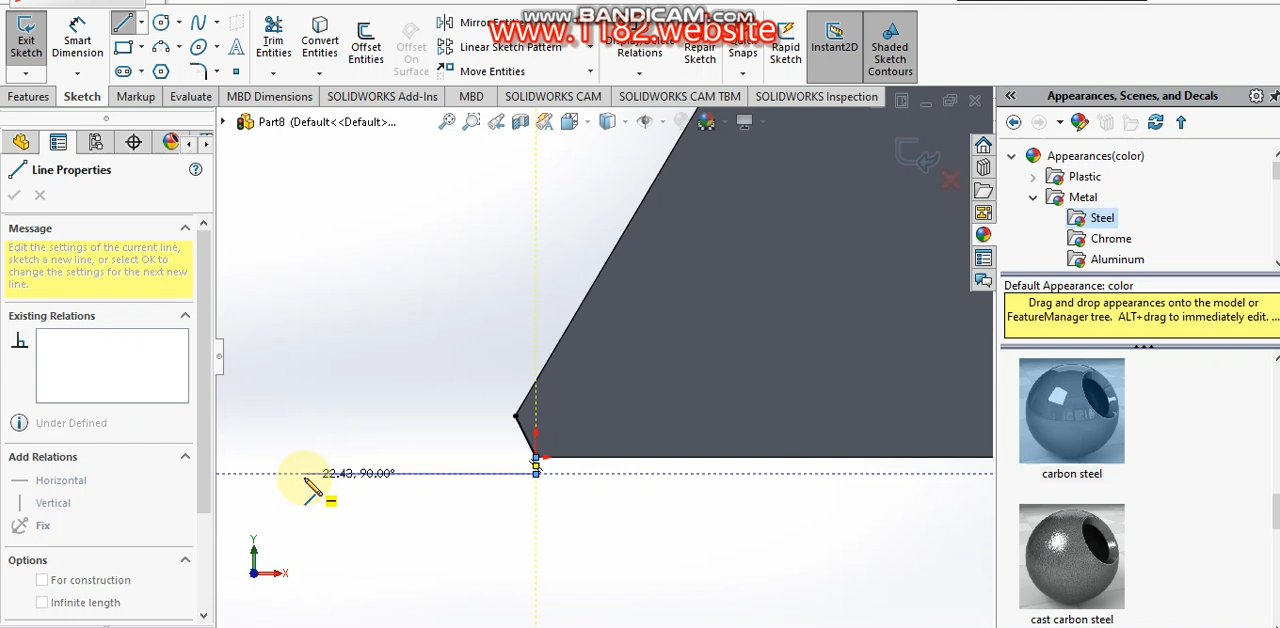 www.BANDICAM.com
www.1182.website
Exit Sketch
Smart Dimension
Trim Entities
Convert Entities
Offset Entities
Offset On Surface
Mirror Entities
Linear Sketch Pattern
Move Entities
Display/Delete Relations
Repair Sketch
Quick Snaps
Rapid Sketch
Instant2D
Shaded Sketch Contours
Features
Sketch
Markup
Evaluate
MBD Dimensions
SOLIDWORKS Add-Ins
MBD
SOLIDWORKS CAM
SOLIDWORKS CAM TBM
SOLIDWORKS Inspection
Part8 (Default<<Default>...
Line Properties
Message
Edit the settings of the current line, sketch a new line, or select OK to change the settings for the next new line.
Existing Relations
Under Defined
Add Relations
Horizontal
Vertical
Fix
Options
For construction
Infinite length
22.43, 90.00°
Y
X
Appearances, Scenes, and Decals
Appearances(color)
Plastic
Metal
Steel
Chrome
Aluminum
Default Appearance: color
Drag and drop appearances onto the model or
FeatureManager tree. ALT+drag to immediately edit. ...
carbon steel
cast carbon steel